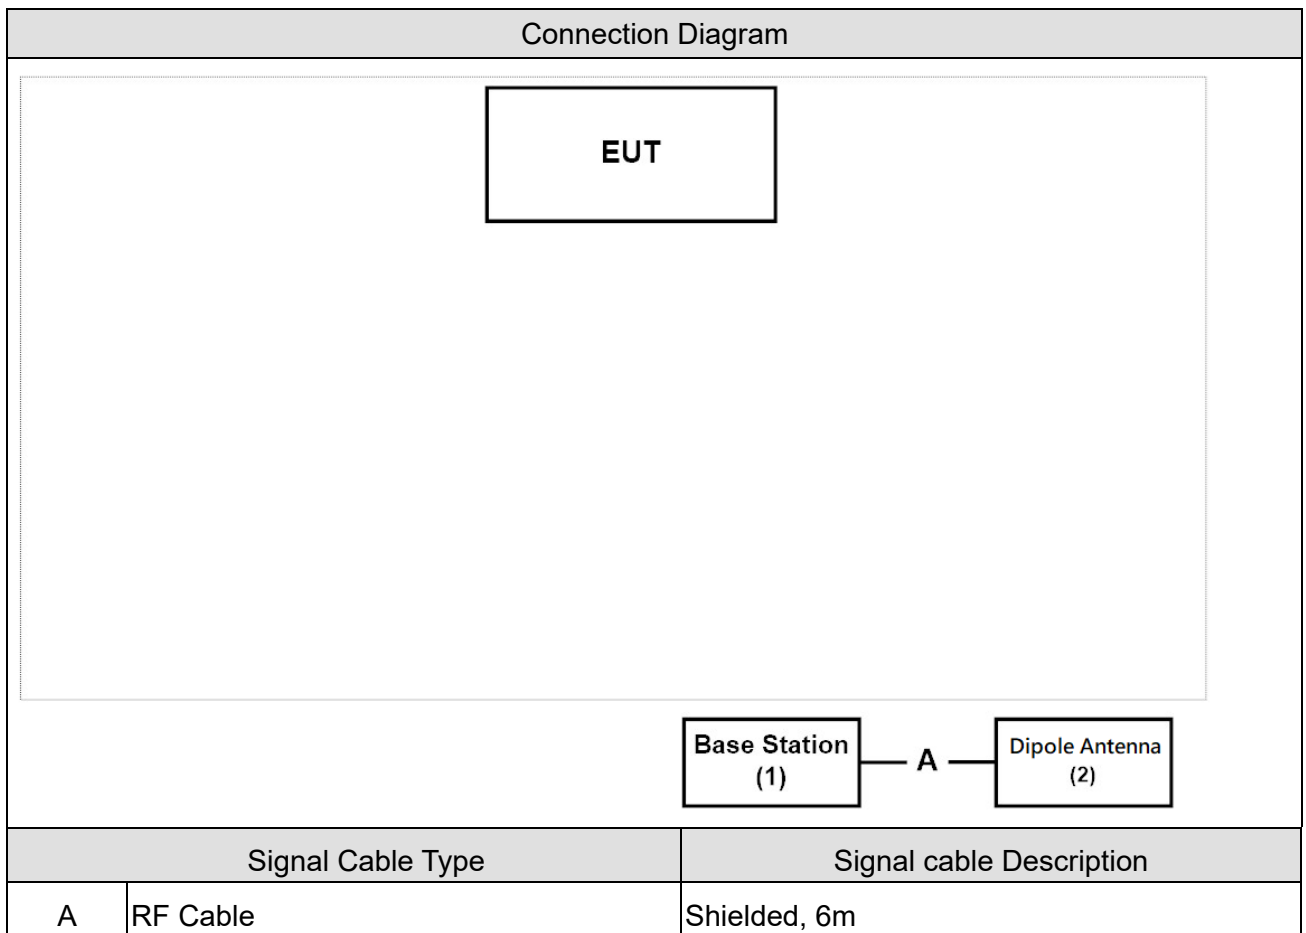 Connection Diagram
EUT
Base Station
(1)
A
Dipole Antenna
(2)
Signal Cable Type
Signal cable Description
A
RF Cable
Shielded, 6m